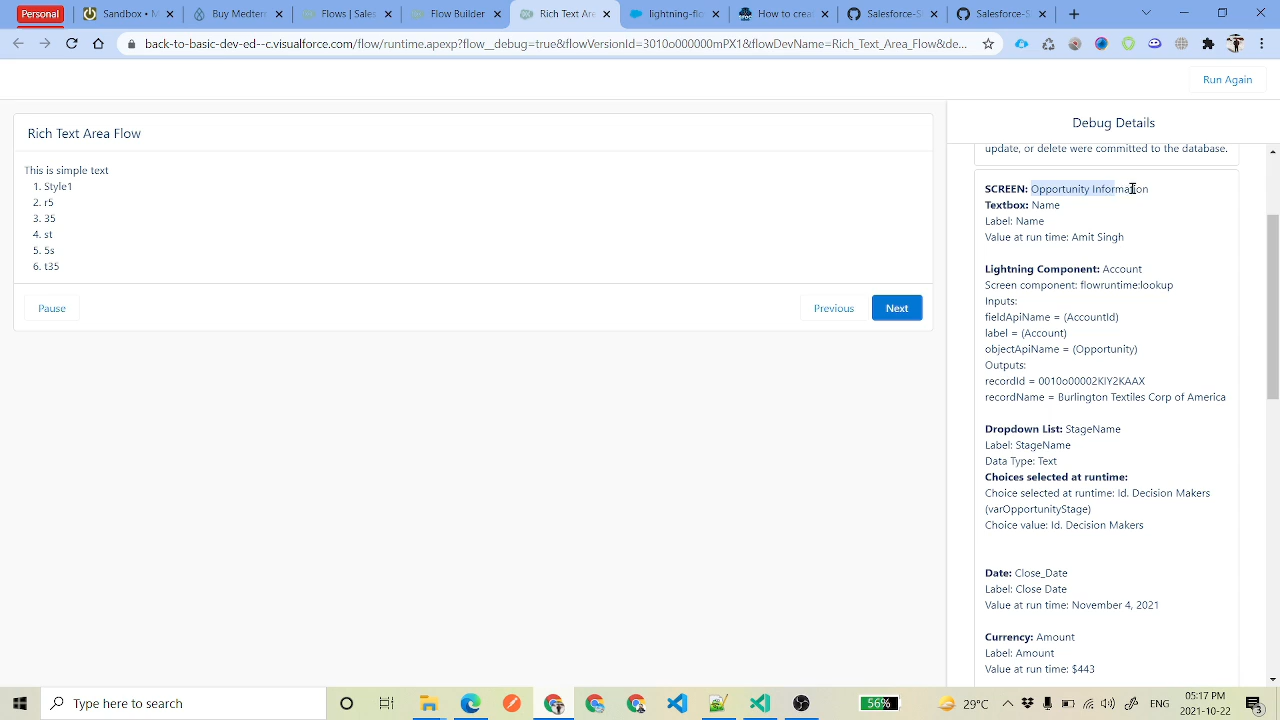 Personal
Sandbox • M
Buy Medten
Flows | Sales
Flow Builde
Rich Text Are
lightning-flo
How to creat
Salesforce-S
Salesforce-S
back-to-basic-dev-ed--c.visualforce.com/flow/runtime.apexp?flow__debug=true&flowVersionId=3010o000000mPX1&flowDevName=Rich_Text_Area_Flow&de...
Run Again
Rich Text Area Flow
This is simple text
1. Style1
2. r5
3. 35
4. st
5. 5s
6. t35
Pause
Previous
Next
Debug Details
update, or delete were committed to the database.
SCREEN: Opportunity Information
Textbox: Name
Label: Name
Value at run time: Amit Singh
Lightning Component: Account
Screen component: flowruntime:lookup
Inputs:
fieldApiName = (AccountId)
label = (Account)
objectApiName = (Opportunity)
Outputs:
recordId = 0010o00002KIY2KAAX
recordName = Burlington Textiles Corp of America
Dropdown List: StageName
Label: StageName
Data Type: Text
Choices selected at runtime:
Choice selected at runtime: Id. Decision Makers
(varOpportunityStage)
Choice value: Id. Decision Makers
Date: Close_Date
Label: Close Date
Value at run time: November 4, 2021
Currency: Amount
Label: Amount
Value at run time: $443
Type here to search
56%
29°C
ENG
05:17 PM
2021-10-22
3